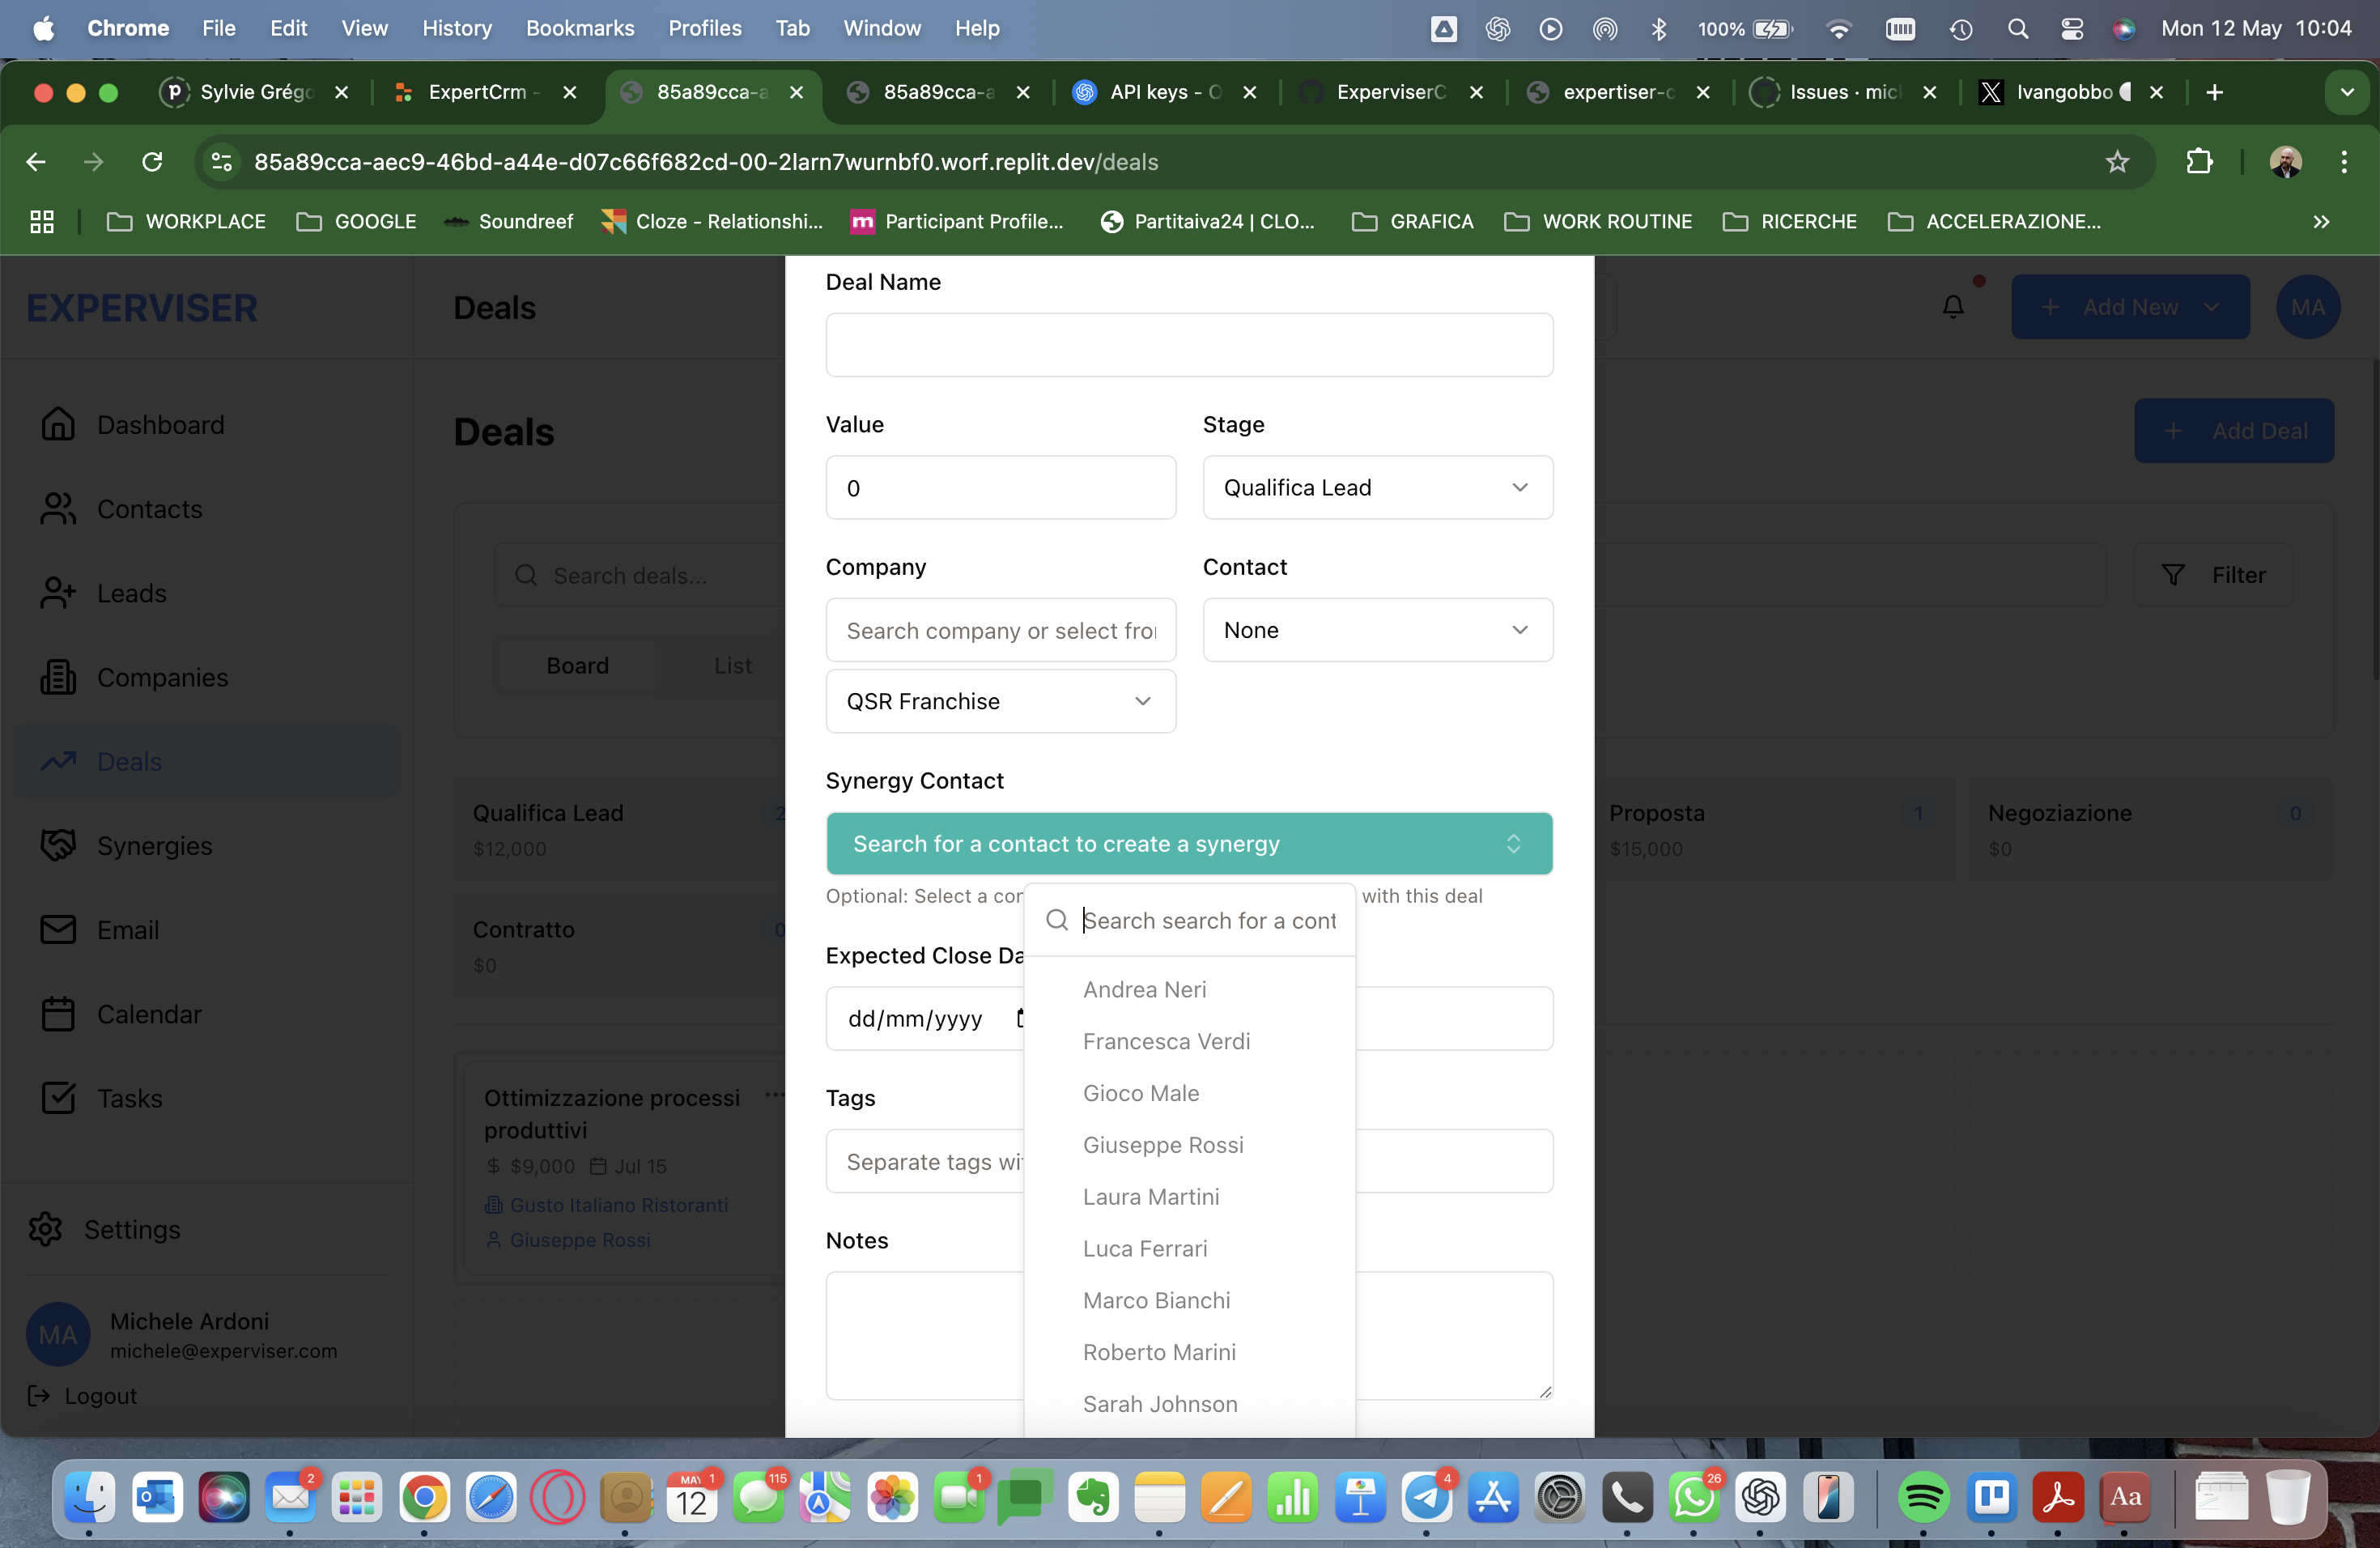 Chrome File Edit View History Bookmarks Profiles Tab Window Help 100% Mon 12 May 10:04
Sylvie Grégo ExpertCrm - 85a89cca-a 85a89cca-a API keys - O ExperviserC expertiser-c Issues · mic Ivangobbo
85a89cca-aec9-46bd-a44e-d07c66f682cd-00-2larn7wurnbf0.worf.replit.dev/deals
WORKPLACE GOOGLE Soundreef Cloze - Relationshi... Participant Profile... Partitaiva24 | CLO... GRAFICA WORK ROUTINE RICERCHE ACCELERAZIONE...
EXPERVISER
Dashboard
Contacts
Leads
Companies
Deals
Synergies
Email
Calendar
Tasks
Settings
MA
Michele Ardoni
michele@experviser.com
Logout
Deals
Add New
MA
Deals
Add Deal
Search deals...
Filter
Board List
Qualifica Lead 2
$12,000
Proposta 1
$15,000
Negoziazione 0
$0
Contratto 0
$0
Ottimizzazione processi
produttivi
$9,000 Jul 15
Gusto Italiano Ristoranti
Giuseppe Rossi
Deal Name
Value Stage
0 Qualifica Lead
Company Contact
Search company or select fro
None
QSR Franchise
Synergy Contact
Search for a contact to create a synergy
Optional: Select a cor with this deal
Search search for a cont
Andrea Neri
Francesca Verdi
Gioco Male
Giuseppe Rossi
Laura Martini
Luca Ferrari
Marco Bianchi
Roberto Marini
Sarah Johnson
Expected Close Da
dd/mm/yyyy
Tags
Separate tags wi
Notes
2
MAY 1
12
115
1
4
26
Aa